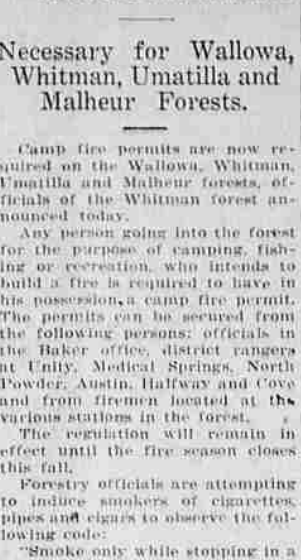 Necessary for Wallowa,
Whitman, Umatilla and
Malheur Forests.
Camp fire permits are now re-
quired on the Wallowa, Whitman,
Umatilla and Malheur forests, of-
ficials of the Whitman forest an-
nounced today.
Any person going into the forest
for the purpose of camping, fish-
ing or recreation, who intends to
build a fire is required to have in
his possession, a camp fire permit.
The permits can be secured from
the following persons: officials in
the Baker office, district rangers
at Unity, Medical Springs, North
Powder, Austin, Halfway and Cove
and from firemen located at the
various stations in the forest.
The regulation will remain in
effect until the fire season closes
this fall.
Forestry officials are attempting
to induce smokers of cigarettes,
pipes and cigars to observe the fol-
lowing code:
"Smoke only while stopping in a